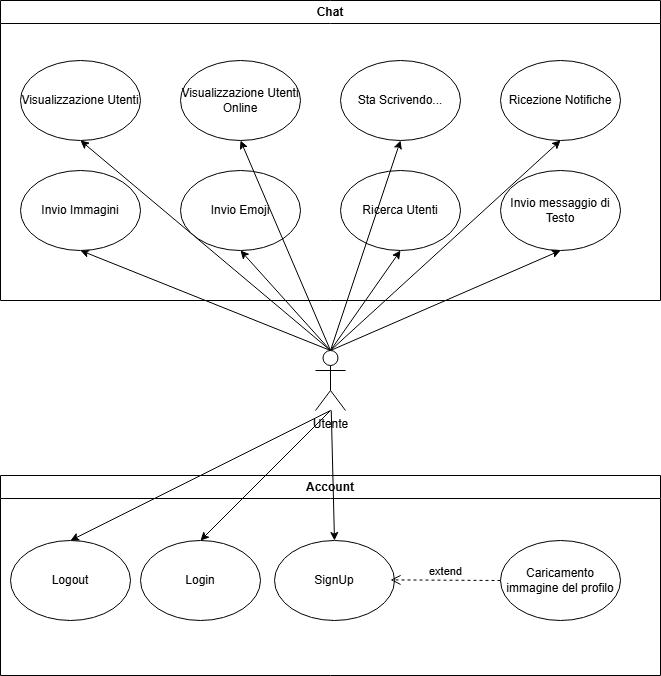 Chat
Visualizzazione Utenti
Visualizzazione Utenti
Online
Sta Scrivendo...
Ricezione Notifiche
Invio Immagini
Invio Emoji
Ricerca Utenti
Invio messaggio di
Testo
Utente
Account
Logout
Login
SignUp
extend
Caricamento
immagine del profilo